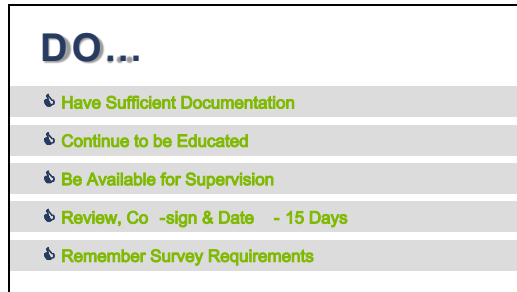 DO...
Have Sufficient Documentation
Continue to be Educated
Be Available for Supervision
Review, Co -sign & Date - 15 Days
Remember Survey Requirements